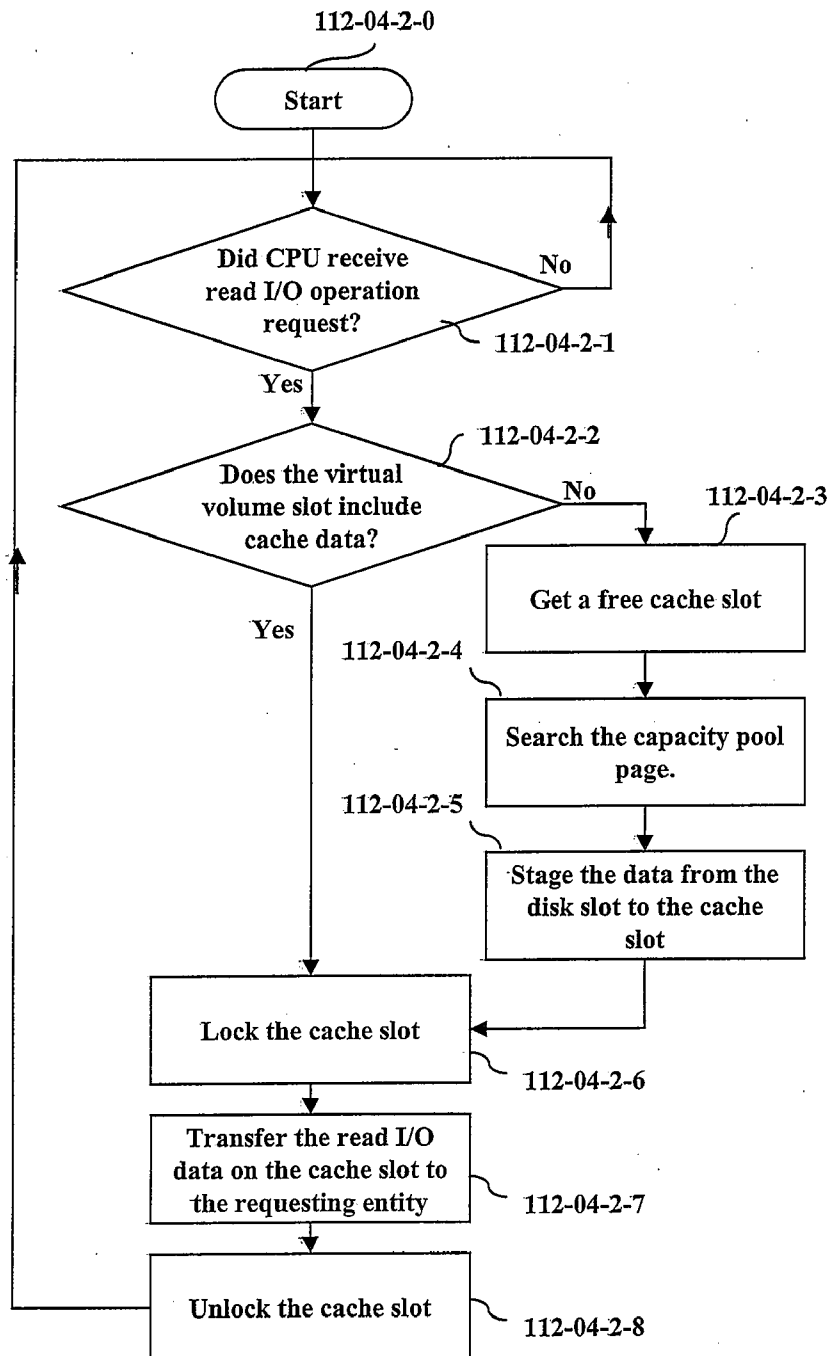 112-04-2-0
Start
Did CPU receive
read I/O operation
request?
No
112-04-2-1
Yes
112-04-2-2
Does the virtual
volume slot include
cache data?
No
112-04-2-3
Get a free cache slot
Yes
112-04-2-4
Search the capacity pool
page.
112-04-2-5
Stage the data from the
disk slot to the cache
slot
Lock the cache slot
112-04-2-6
Transfer the read I/O
data on the cache slot to
the requesting entity
112-04-2-7
Unlock the cache slot
112-04-2-8